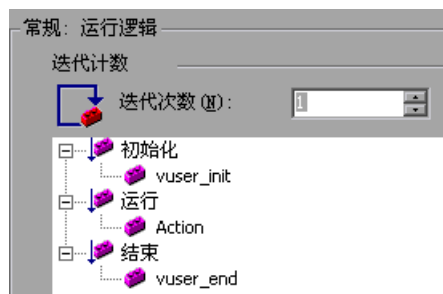 常规: 运行逻辑
迭代计数
迭代次数(N): 1
初始化
vuser_init
运行
Action
结束
vuser_end